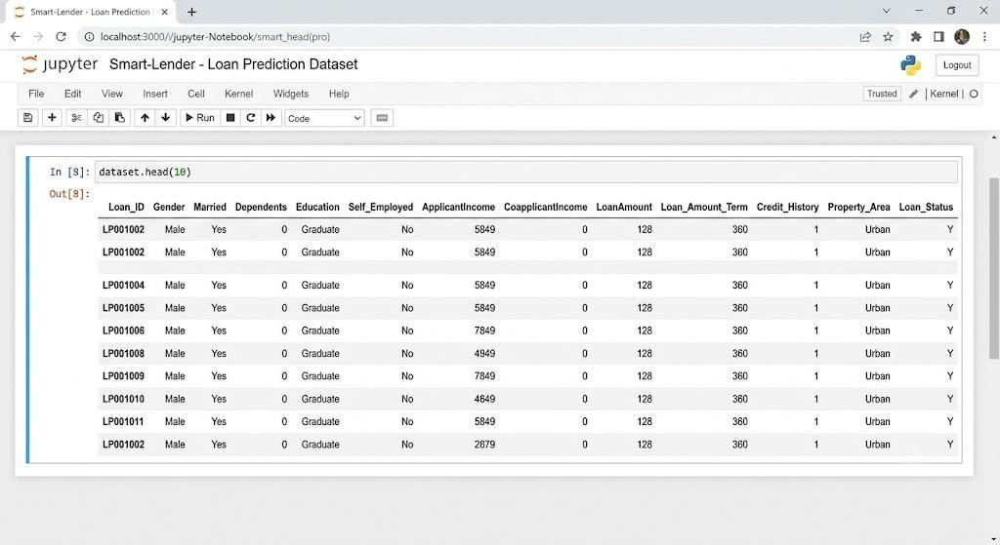 Smart-Lender - Loan Prediction
localhost:3000/i/jupyter-Notebook/smart_head(pro)
jupyter Smart-Lender - Loan Prediction Dataset Logout
File Edit View Insert Cell Kernel Widgets Help Trusted | Kernel |
Run Code
In [8]: dataset.head(10)
Out[8]:
Loan_ID Gender Married Dependents Education Self_Employed ApplicantIncome CoapplicantIncome LoanAmount Loan_Amount_Term Credit_History Property_Area Loan_Status
LP001002 Male Yes 0 Graduate No 5849 0 128 360 1 Urban Y
LP001002 Male Yes 0 Graduate No 5849 0 128 360 1 Urban Y
LP001004 Male Yes 0 Graduate No 5849 0 128 360 1 Urban Y
LP001005 Male Yes 0 Graduate No 5849 0 128 360 1 Urban Y
LP001006 Male Yes 0 Graduate No 7849 0 128 360 1 Urban Y
LP001008 Male Yes 0 Graduate No 4949 0 128 360 1 Urban Y
LP001009 Male Yes 0 Graduate No 7849 0 128 360 1 Urban Y
LP001010 Male Yes 0 Graduate No 4649 0 128 360 1 Urban Y
LP001011 Male Yes 0 Graduate No 5849 0 128 360 1 Urban Y
LP001002 Male Yes 0 Graduate No 2679 0 128 360 1 Urban Y